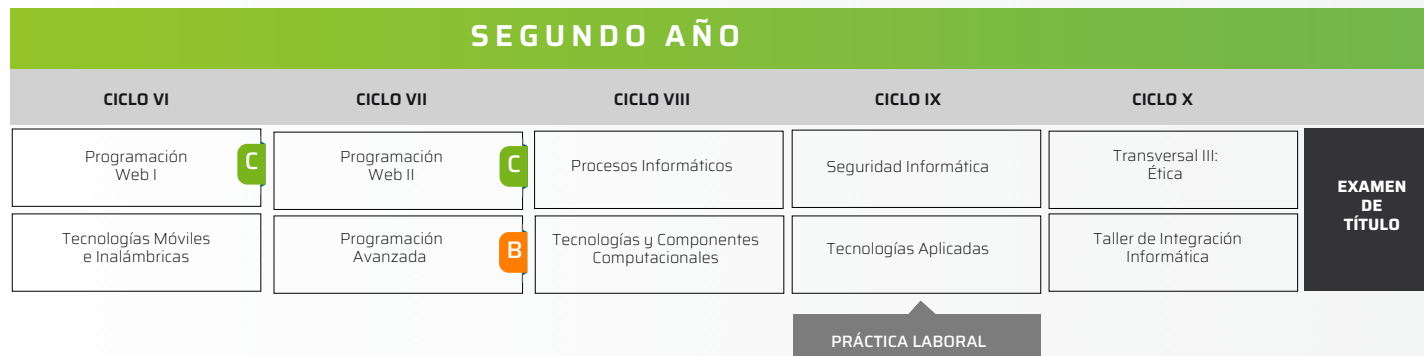 SEGUNDO AÑO
CICLO VI
CICLO VII
CICLO VIII
CICLO IX
CICLO X
Programación
Web I
C
Programación
Web II
C
Procesos Informáticos
Seguridad Informática
Transversal III:
Ética
EXAMEN
DE
TÍTULO
Tecnologías Móviles
e Inalámbricas
Programación
Avanzada
B
Tecnologías y Componentes
Computacionales
Tecnologías Aplicadas
Taller de Integración
Informática
PRÁCTICA LABORAL